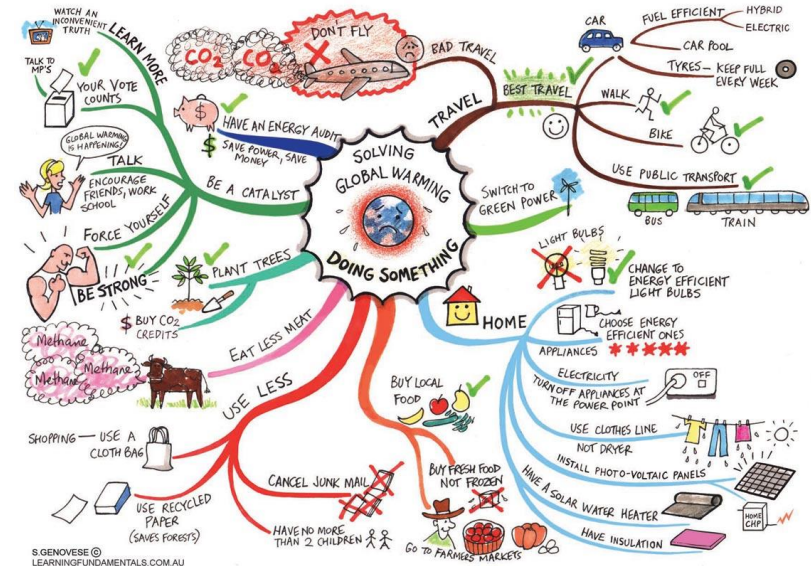 SOLVING
GLOBAL WARMING
DOING SOMETHING
TRAVEL
BAD TRAVEL
DON'T FLY
CO2
CO2
BEST TRAVEL
CAR
FUEL EFFICIENT
HYBRID
ELECTRIC
CAR POOL
TYRES — KEEP FULL
EVERY WEEK
WALK
BIKE
USE PUBLIC TRANSPORT
BUS
TRAIN
SWITCH TO
GREEN POWER
HOME
LIGHT BULBS
CHANGE TO
ENERGY EFFICIENT
LIGHT BULBS
APPLIANCES
CHOOSE ENERGY
EFFICIENT ONES
ELECTRICITY
TURN OFF APPLIANCES AT
THE POWER POINT
OFF
USE CLOTHES LINE
NOT DRYER
INSTALL PHOTO-VOLTAIC PANELS
HOME
CHP
HAVE A SOLAR WATER HEATER
HAVE INSULATION
BUY LOCAL
FOOD
BUY FRESH FOOD
NOT FROZEN
GO TO FARMERS MARKETS
USE LESS
SHOPPING — USE A
CLOTH BAG
USE RECYCLED
PAPER
(SAVES FORESTS)
CANCEL JUNK MAIL
HAVE NO MORE
THAN 2 CHILDREN
EAT LESS MEAT
Methane
Methane
Methane
PLANT TREES
$ BUY CO2
CREDITS
BE A CATALYST
LEARN MORE
WATCH AN
INCONVENIENT
TRUTH
TALK TO
MP'S
YOUR VOTE
COUNTS
GLOBAL WARMING
IS HAPPENING!
TALK
ENCOURAGE
FRIENDS, WORK
SCHOOL
FORCE YOURSELF
BE STRONG
HAVE AN ENERGY AUDIT
$
$ SAVE POWER, SAVE
MONEY
S.GENOVESE ©
LEARNINGFUNDAMENTALS.COM.AU